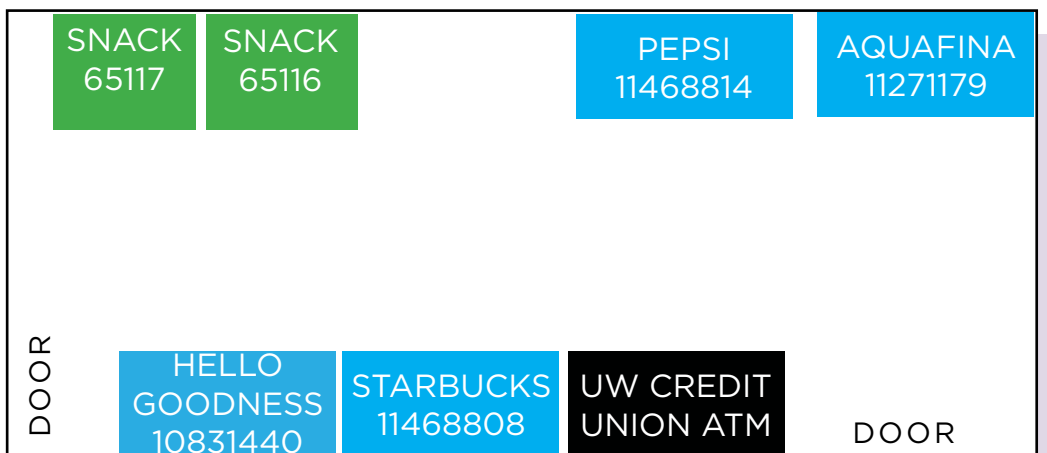 SNACK
65117
SNACK
65116
PEPSI
11468814
AQUAFINA
11271179
DOOR
HELLO
GOODNESS
10831440
STARBUCKS
11468808
UW CREDIT
UNION ATM
DOOR